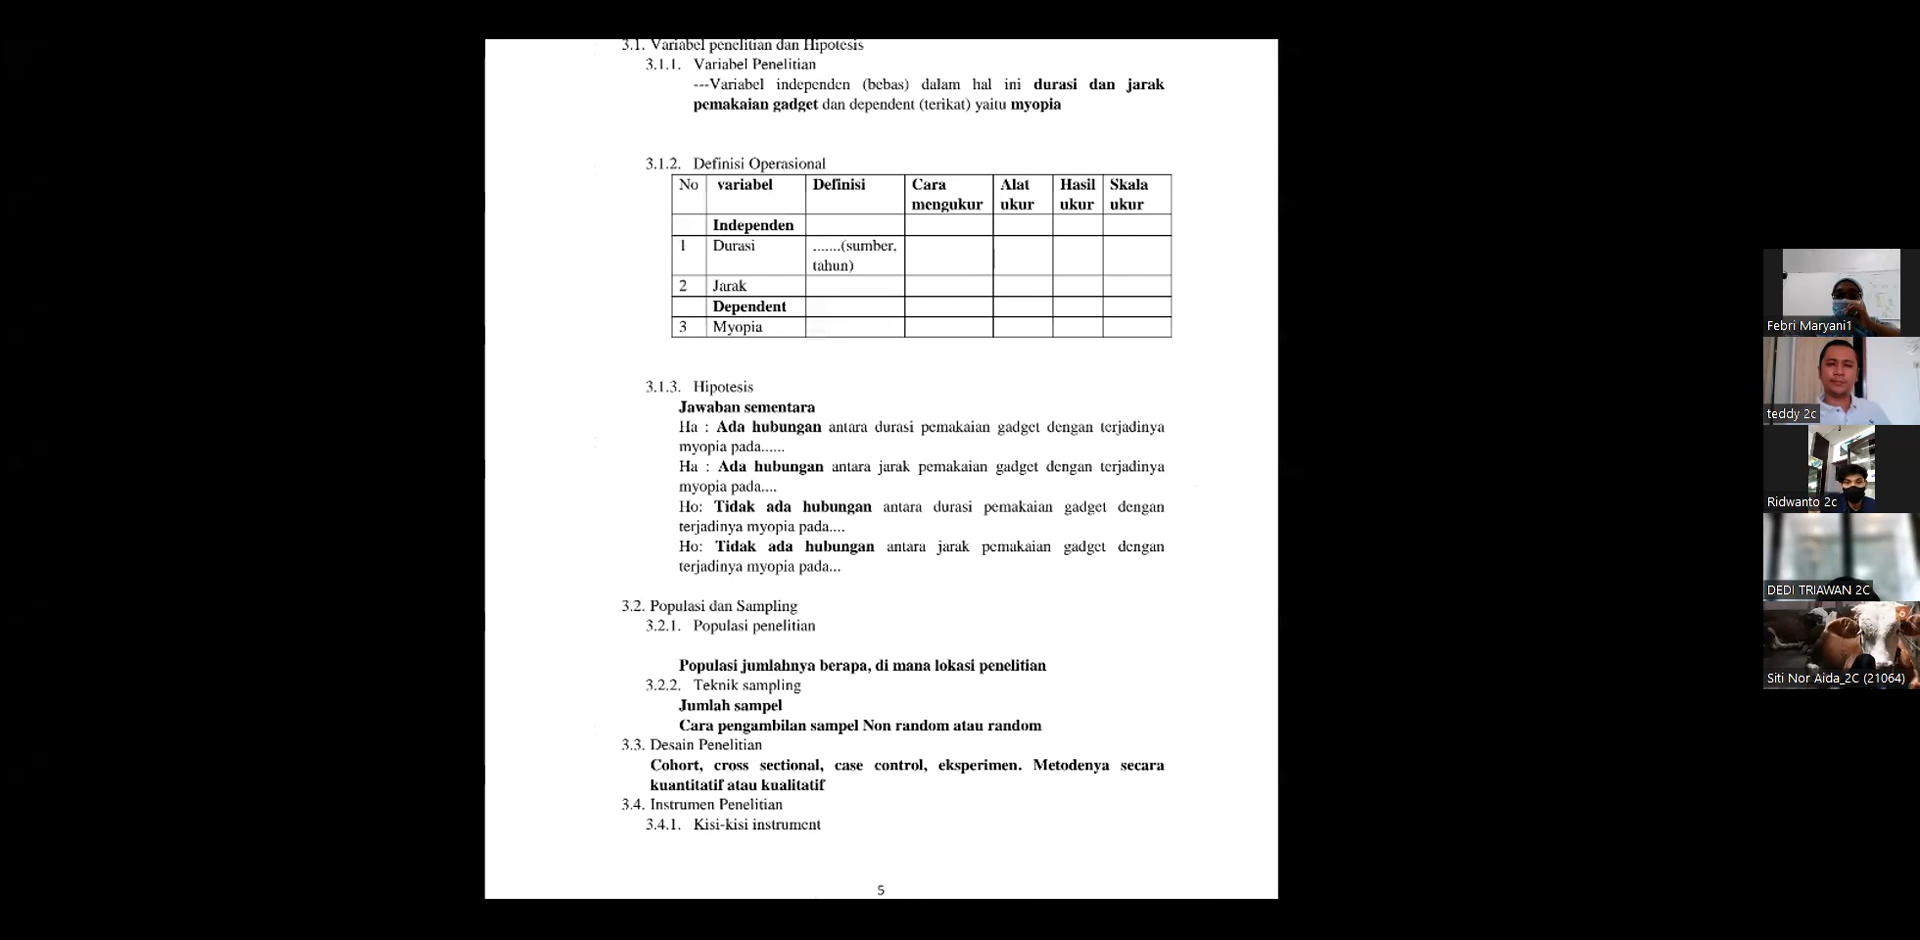 3.1. Variabel penelitian dan Hipotesis
3.1.1. Variabel Penelitian
---Variabel independen (bebas) dalam hal ini durasi dan jarak
pemakaian gadget dan dependent (terikat) yaitu myopia
3.1.2. Definisi Operasional
No variabel Definisi Cara mengukur Alat ukur Hasil ukur Skala ukur
Independen
1 Durasi .......(sumber, tahun)
2 Jarak
Dependent
3 Myopia
3.1.3. Hipotesis
Jawaban sementara
Ha : Ada hubungan antara durasi pemakaian gadget dengan terjadinya
myopia pada......
Ha : Ada hubungan antara jarak pemakaian gadget dengan terjadinya
myopia pada....
Ho: Tidak ada hubungan antara durasi pemakaian gadget dengan
terjadinya myopia pada....
Ho: Tidak ada hubungan antara jarak pemakaian gadget dengan
terjadinya myopia pada...
3.2. Populasi dan Sampling
3.2.1. Populasi penelitian
Populasi jumlahnya berapa, di mana lokasi penelitian
3.2.2. Teknik sampling
Jumlah sampel
Cara pengambilan sampel Non random atau random
3.3. Desain Penelitian
Cohort, cross sectional, case control, eksperimen. Metodenya secara
kuantitatif atau kualitatif
3.4. Instrumen Penelitian
3.4.1. Kisi-kisi instrument
5
Febri Maryani1
teddy 2c
Ridwanto 2c
DEDI TRIAWAN 2C
Siti Nor Aida_2C (21064)